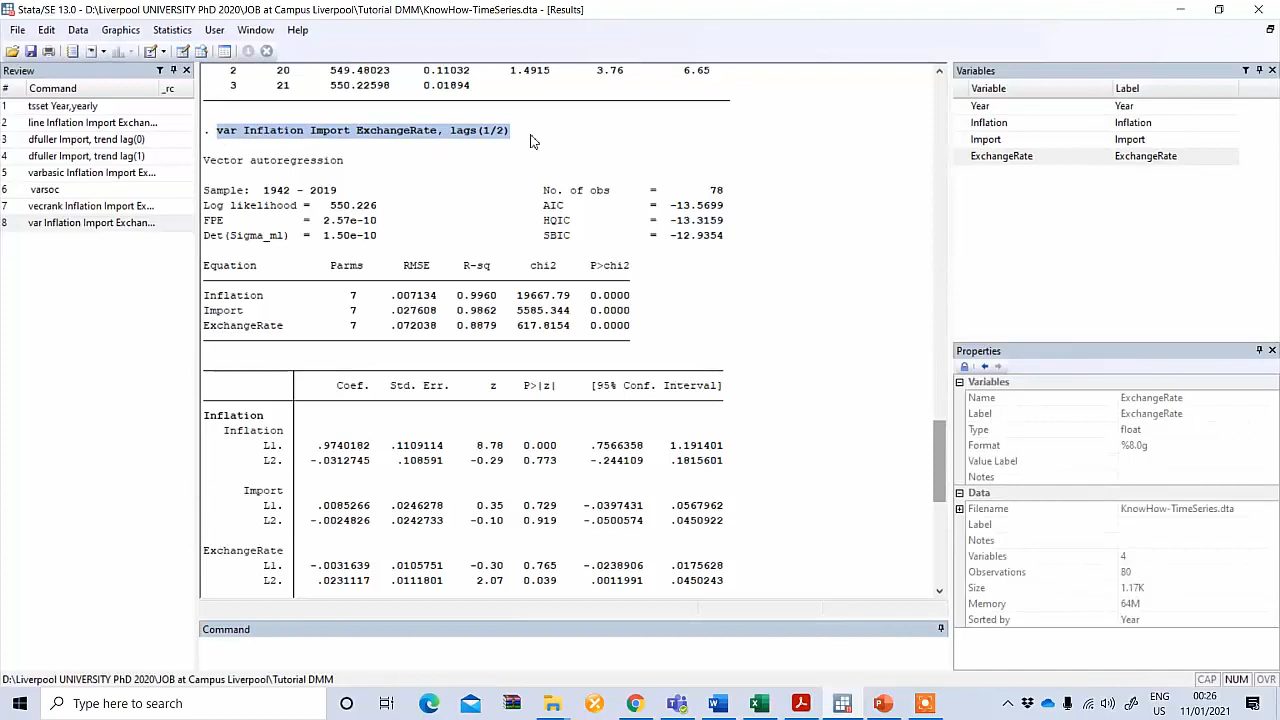 Stata/SE 13.0 - D:\Liverpool UNIVERSITY PhD 2020\JOB at Campus Liverpool\Tutorial DMM\KnowHow-TimeSeries.dta - [Results]
File Edit Data Graphics Statistics User Window Help
Review
# Command _rc
1 tsset Year,yearly
2 line Inflation Import Exchan...
3 dfuller Import, trend lag(0)
4 dfuller Import, trend lag(1)
5 varbasic Inflation Import Ex...
6 varsoc
7 vecrank Inflation Import Ex...
8 var Inflation Import Exchan...
2 20 549.48023 0.11032 1.4915 3.76 6.65
3 21 550.22598 0.01894
. var Inflation Import ExchangeRate, lags(1/2)
Vector autoregression
Sample: 1942 - 2019 No. of obs = 78
Log likelihood = 550.226 AIC = -13.5699
FPE = 2.57e-10 HQIC = -13.3159
Det(Sigma_ml) = 1.50e-10 SBIC = -12.9354
Equation Parms RMSE R-sq chi2 P>chi2
Inflation 7 .007134 0.9960 19667.79 0.0000
Import 7 .027608 0.9862 5585.344 0.0000
ExchangeRate 7 .072038 0.8879 617.8154 0.0000
Coef. Std. Err. z P>|z| [95% Conf. Interval]
Inflation
Inflation
L1. .9740182 .1109114 8.78 0.000 .7566358 1.191401
L2. -.0312745 .108591 -0.29 0.773 -.244109 .1815601
Import
L1. .0085266 .0246278 0.35 0.729 -.0397431 .0567962
L2. -.0024826 .0242733 -0.10 0.919 -.0500574 .0450922
ExchangeRate
L1. -.0031639 .0105751 -0.30 0.765 -.0238906 .0175628
L2. .0231117 .0111801 2.07 0.039 .0011991 .0450243
Command
Variables
Variable Label
Year Year
Inflation Inflation
Import Import
ExchangeRate ExchangeRate
Properties
Variables
Name ExchangeRate
Label ExchangeRate
Type float
Format %8.0g
Value Label
Notes
Data
Filename KnowHow-TimeSeries.dta
Label
Notes
Variables 4
Observations 80
Size 1.17K
Memory 64M
Sorted by Year
D:\Liverpool UNIVERSITY PhD 2020\JOB at Campus Liverpool\Tutorial DMM CAP NUM OVR
Type here to search
ENG
US
00:26
11/01/2021